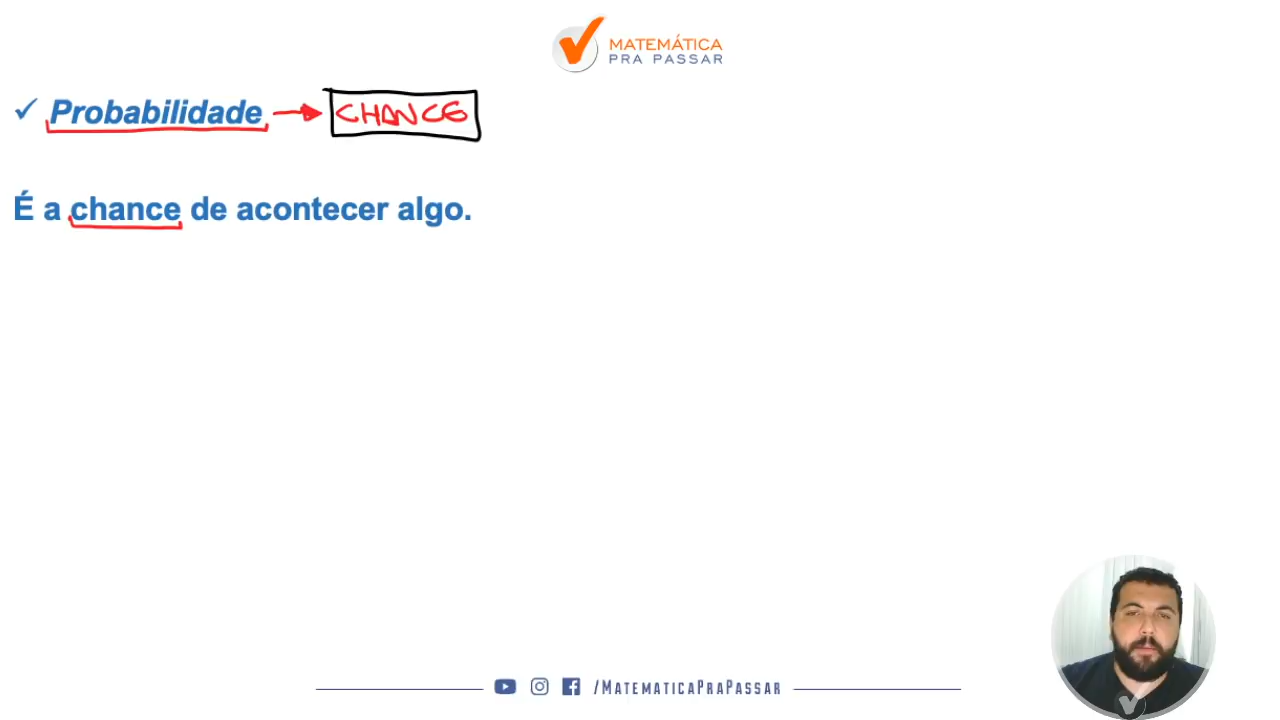 MATEMÁTICA
PRA PASSAR
✓ Probabilidade → CHANCE
É a chance de acontecer algo.
/MATEMATICAPRAPASSAR